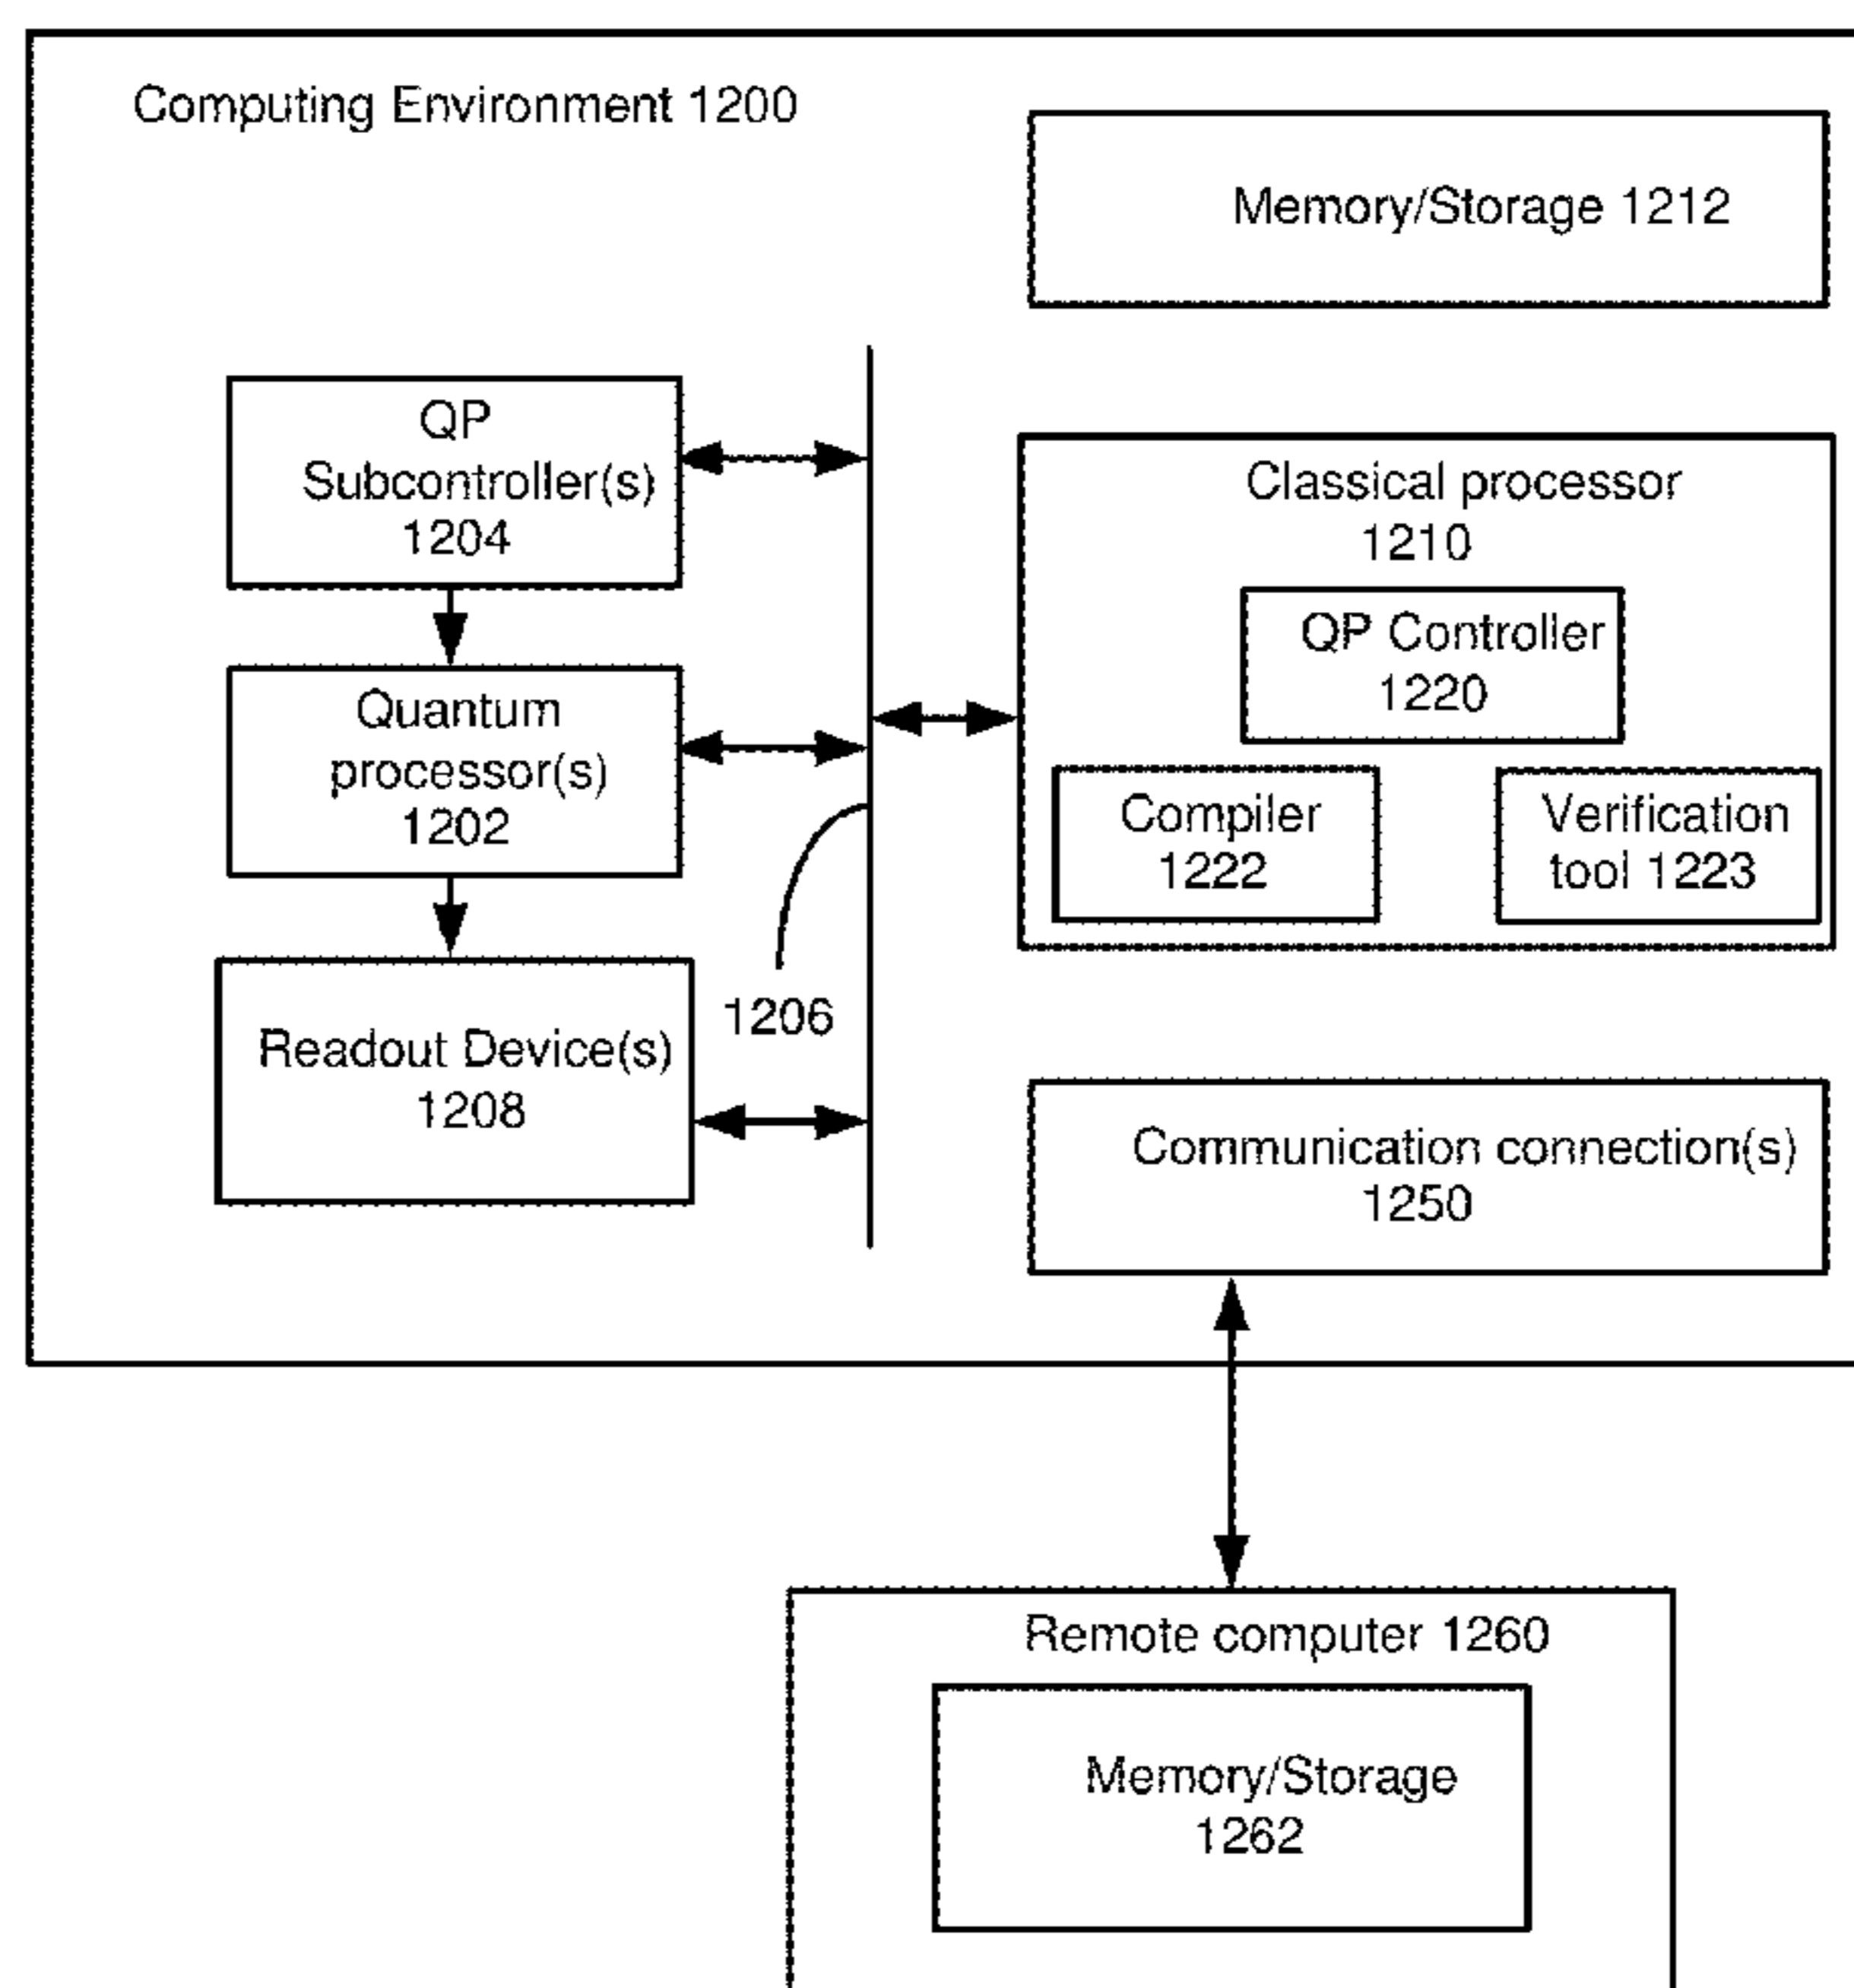 Computing Environment 1200
Memory/Storage 1212
QP
Subcontroller(s)
1204
Classical processor
1210
QP Controller
1220
Quantum
processor(s)
1202
Compiler
1222
Verification
tool 1223
1206
Readout Device(s)
1208
Communication connection(s)
1250
Remote computer 1260
Memory/Storage
1262